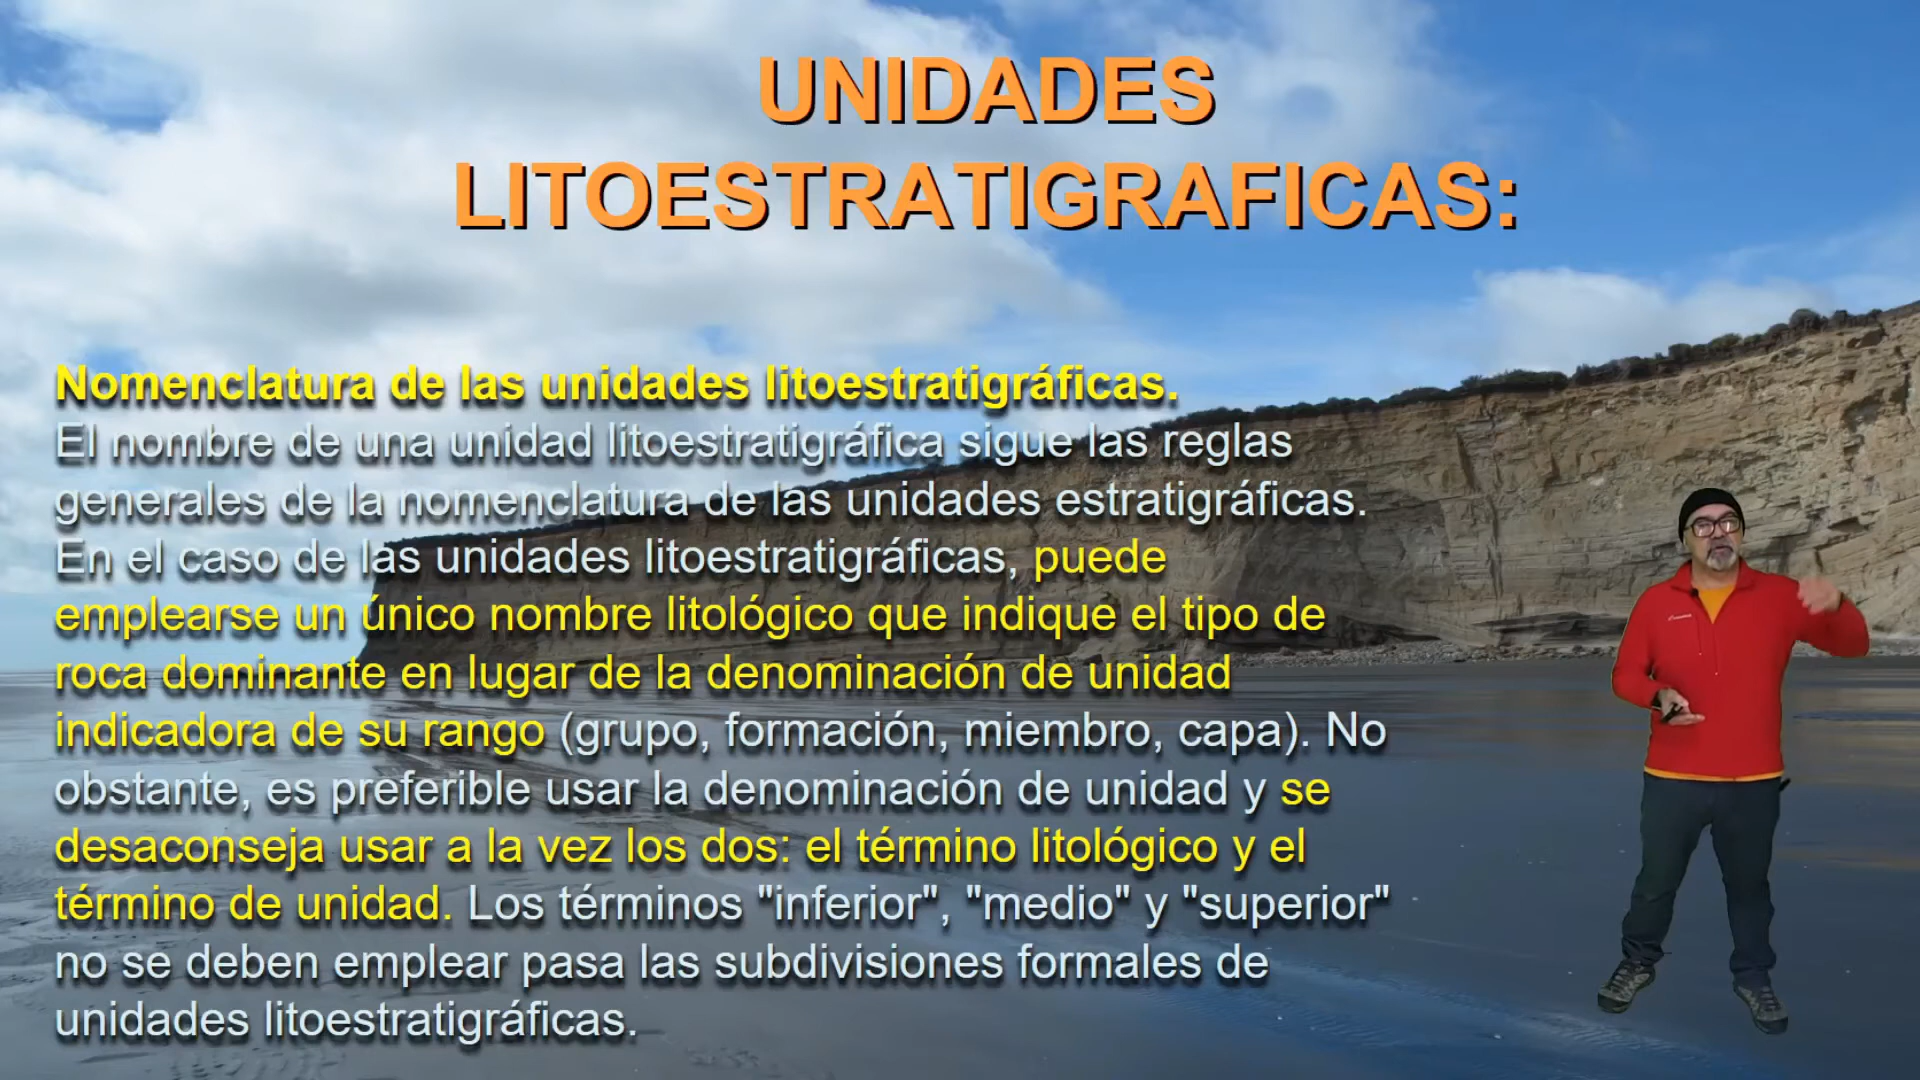 UNIDADES
LITOESTRATIGRAFICAS:
Nomenclatura de las unidades litoestratigráficas.
El nombre de una unidad litoestratigráfica sigue las reglas
generales de la nomenclatura de las unidades estratigráficas.
En el caso de las unidades litoestratigráficas, puede
emplearse un único nombre litológico que indique el tipo de
roca dominante en lugar de la denominación de unidad
indicadora de su rango (grupo, formación, miembro, capa). No
obstante, es preferible usar la denominación de unidad y se
desaconseja usar a la vez los dos: el término litológico y el
término de unidad. Los términos "inferior", "medio" y "superior"
no se deben emplear pasa las subdivisiones formales de
unidades litoestratigráficas.